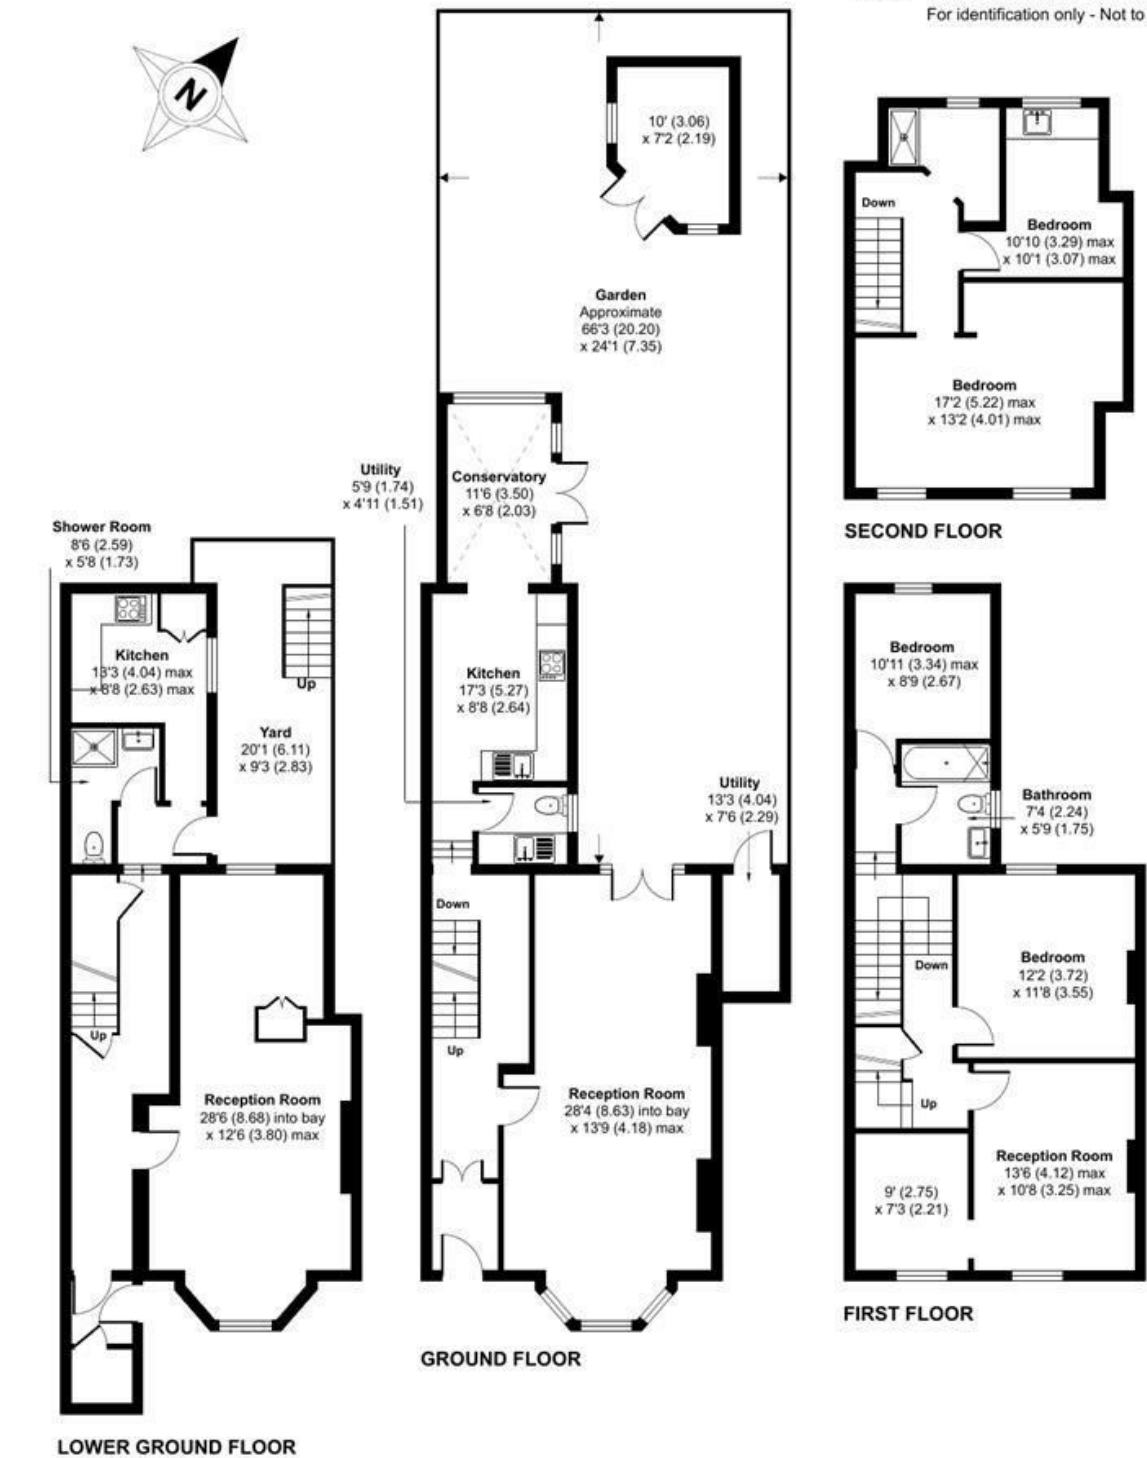 For identification only - Not to
N
10' (3.06)
x 7'2 (2.19)
Garden
Approximate
66'3 (20.20)
x 24'1 (7.35)
Down
Bedroom
10'10 (3.29) max
x 10'1 (3.07) max
Bedroom
17'2 (5.22) max
x 13'2 (4.01) max
SECOND FLOOR
Utility
5'9 (1.74)
x 4'11 (1.51)
Conservatory
11'6 (3.50)
x 6'8 (2.03)
Shower Room
8'6 (2.59)
x 5'8 (1.73)
Kitchen
13'3 (4.04) max
x 8'8 (2.63) max
Up
Yard
20'1 (6.11)
x 9'3 (2.83)
Kitchen
17'3 (5.27)
x 8'8 (2.64)
Utility
13'3 (4.04)
x 7'6 (2.29)
Bedroom
10'11 (3.34) max
x 8'9 (2.67)
Bathroom
7'4 (2.24)
x 5'9 (1.75)
Down
Up
Up
Reception Room
28'6 (8.68) into bay
x 12'6 (3.80) max
Reception Room
28'4 (8.63) into bay
x 13'9 (4.18) max
Down
Bedroom
12'2 (3.72)
x 11'8 (3.55)
Up
Reception Room
13'6 (4.12) max
x 10'8 (3.25) max
9' (2.75)
x 7'3 (2.21)
FIRST FLOOR
GROUND FLOOR
LOWER GROUND FLOOR